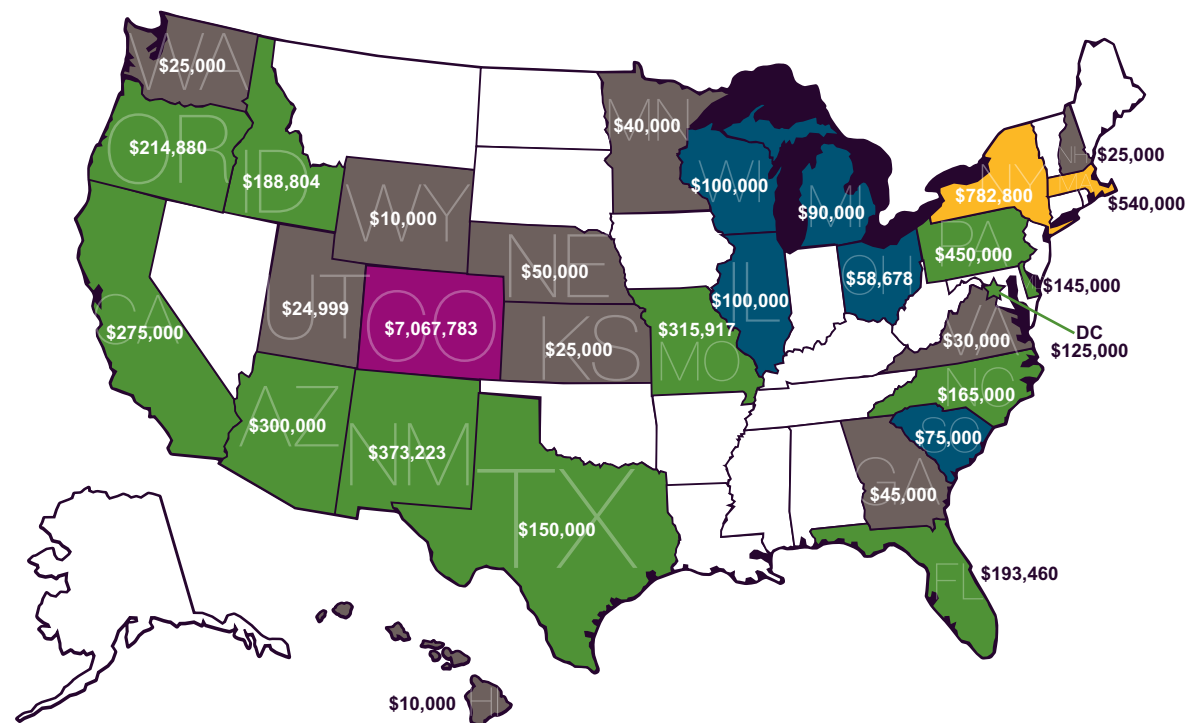 WA
$25,000
OR
$214,880
ID
$188,804
MN
$40,000
WI
$100,000
MI
$90,000
NH
$25,000
NY
$782,800
MA
$540,000
WY
$10,000
NE
$50,000
IL
$100,000
OH
$58,678
PA
$450,000
$145,000
CA
$275,000
UT
$24,999
CO
$7,067,783
KS
$25,000
MO
$315,917
VA
$30,000
DC
$125,000
AZ
$300,000
NM
$373,223
NC
$165,000
SC
$75,000
GA
$45,000
TX
$150,000
FL
$193,460
HI
$10,000